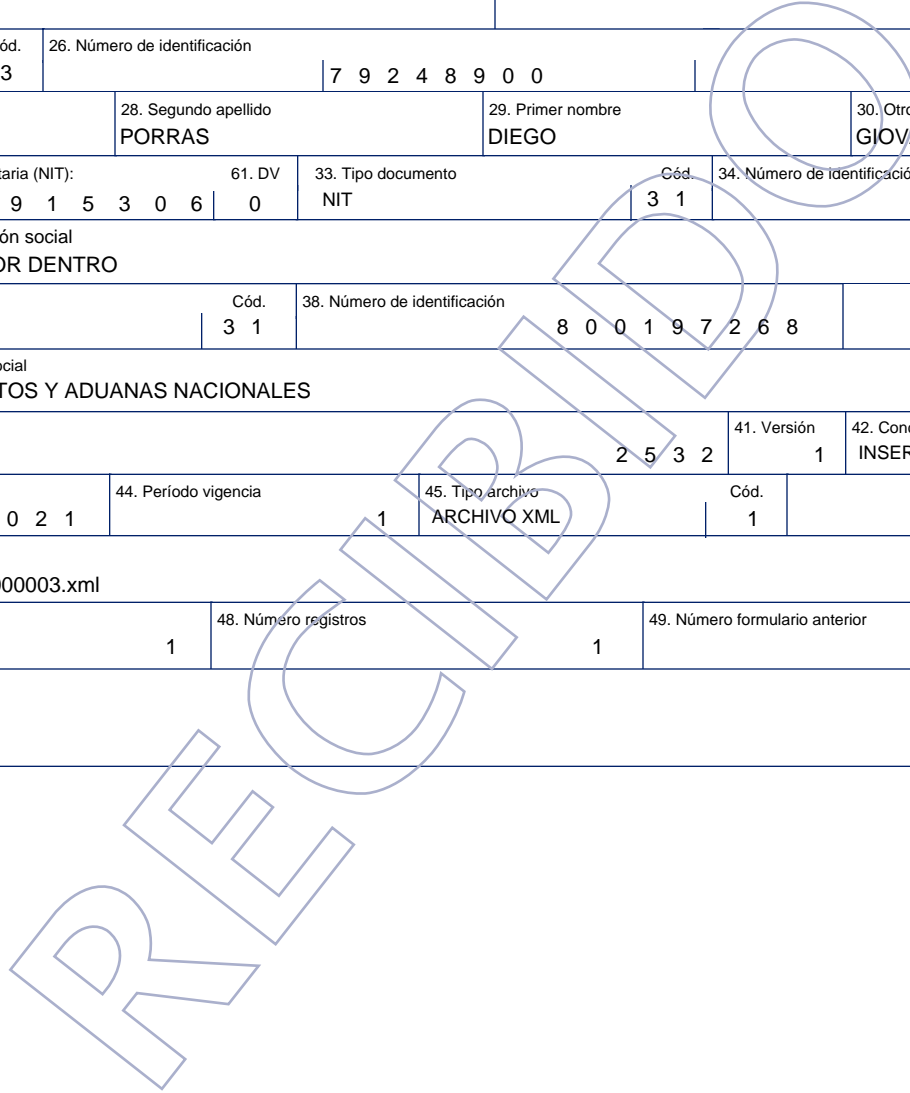 ód. 26. Número de identificación
3 7 9 2 4 8 9 0 0
28. Segundo apellido 29. Primer nombre 30. Otro
PORRAS DIEGO GIOV
taria (NIT): 61. DV 33. Tipo documento Cód. 34. Número de identificació
9 1 5 3 0 6 0 NIT 3 1
ón social
OR DENTRO
Cód. 38. Número de identificación
3 1 8 0 0 1 9 7 2 6 8
ocial
TOS Y ADUANAS NACIONALES
41. Versión 42. Conc
2 5 3 2 1 INSER
44. Período vigencia 45. Tipo archivo Cód.
0 2 1 1 ARCHIVO XML 1
000003.xml
48. Número registros 49. Número formulario anterior
1 1
RECIBIDO